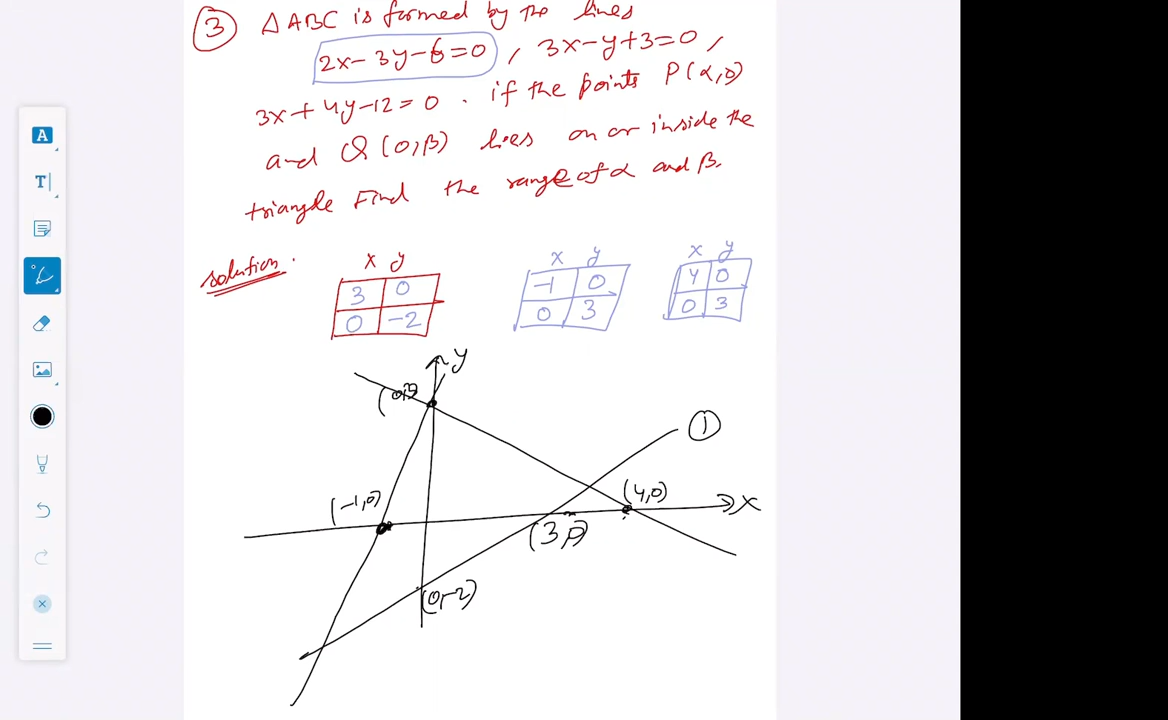 ③ △ABC is formed by the lines
2x-3y-6=0, 3x-y+3=0,
3x+4y-12=0. if the points P(α,0)
and Q(0,β) lies on or inside the
triangle Find the range of α and β.
solution.
x y
3 0
0 -2
x y
-1 0
0 3
x y
4 0
0 3
y
(0,3)
①
(-1,0)
(4,0)
x
(3,0)
(0,-2)
A
T